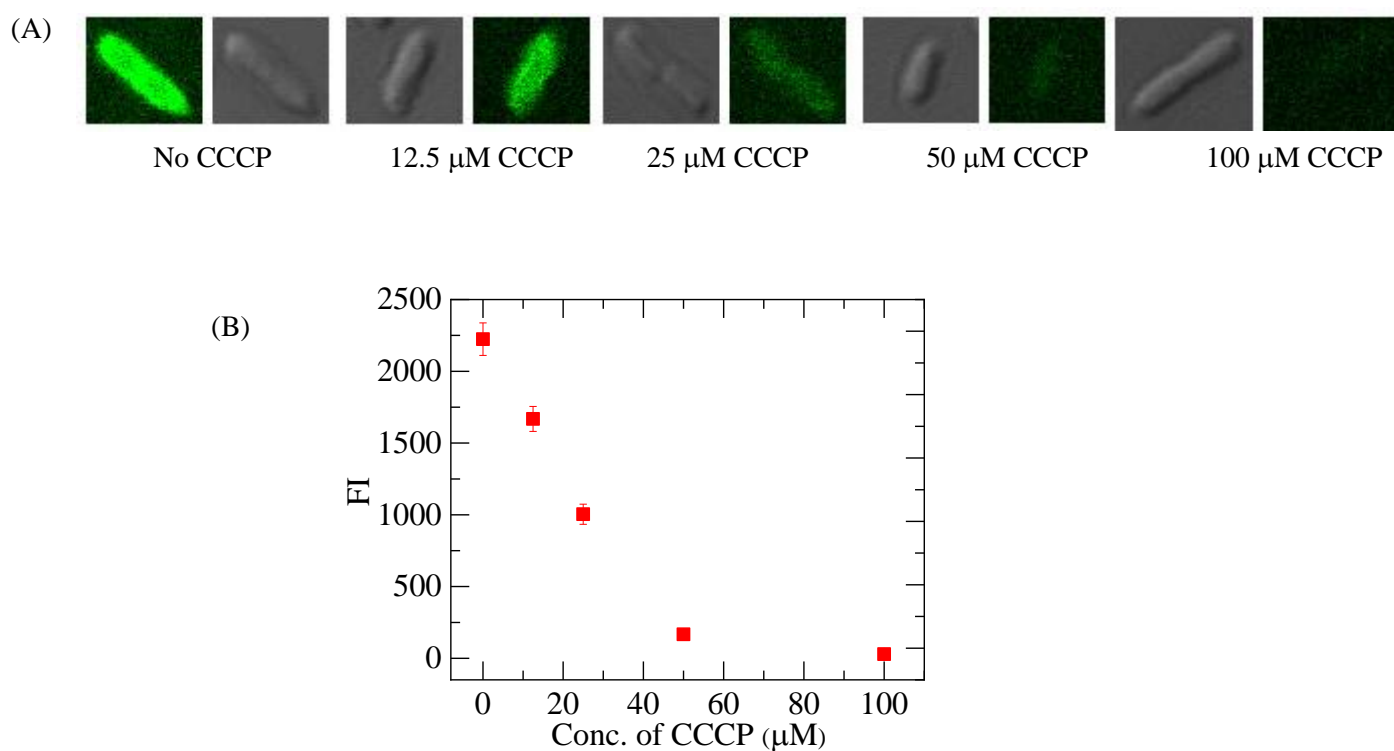 (A)
No CCCP
12.5 μM CCCP
25 μM CCCP
50 μM CCCP
100 μM CCCP
(B)
2500
2000
1500
1000
500
0
FI
0 20 40 60 80 100
Conc. of CCCP (μM)